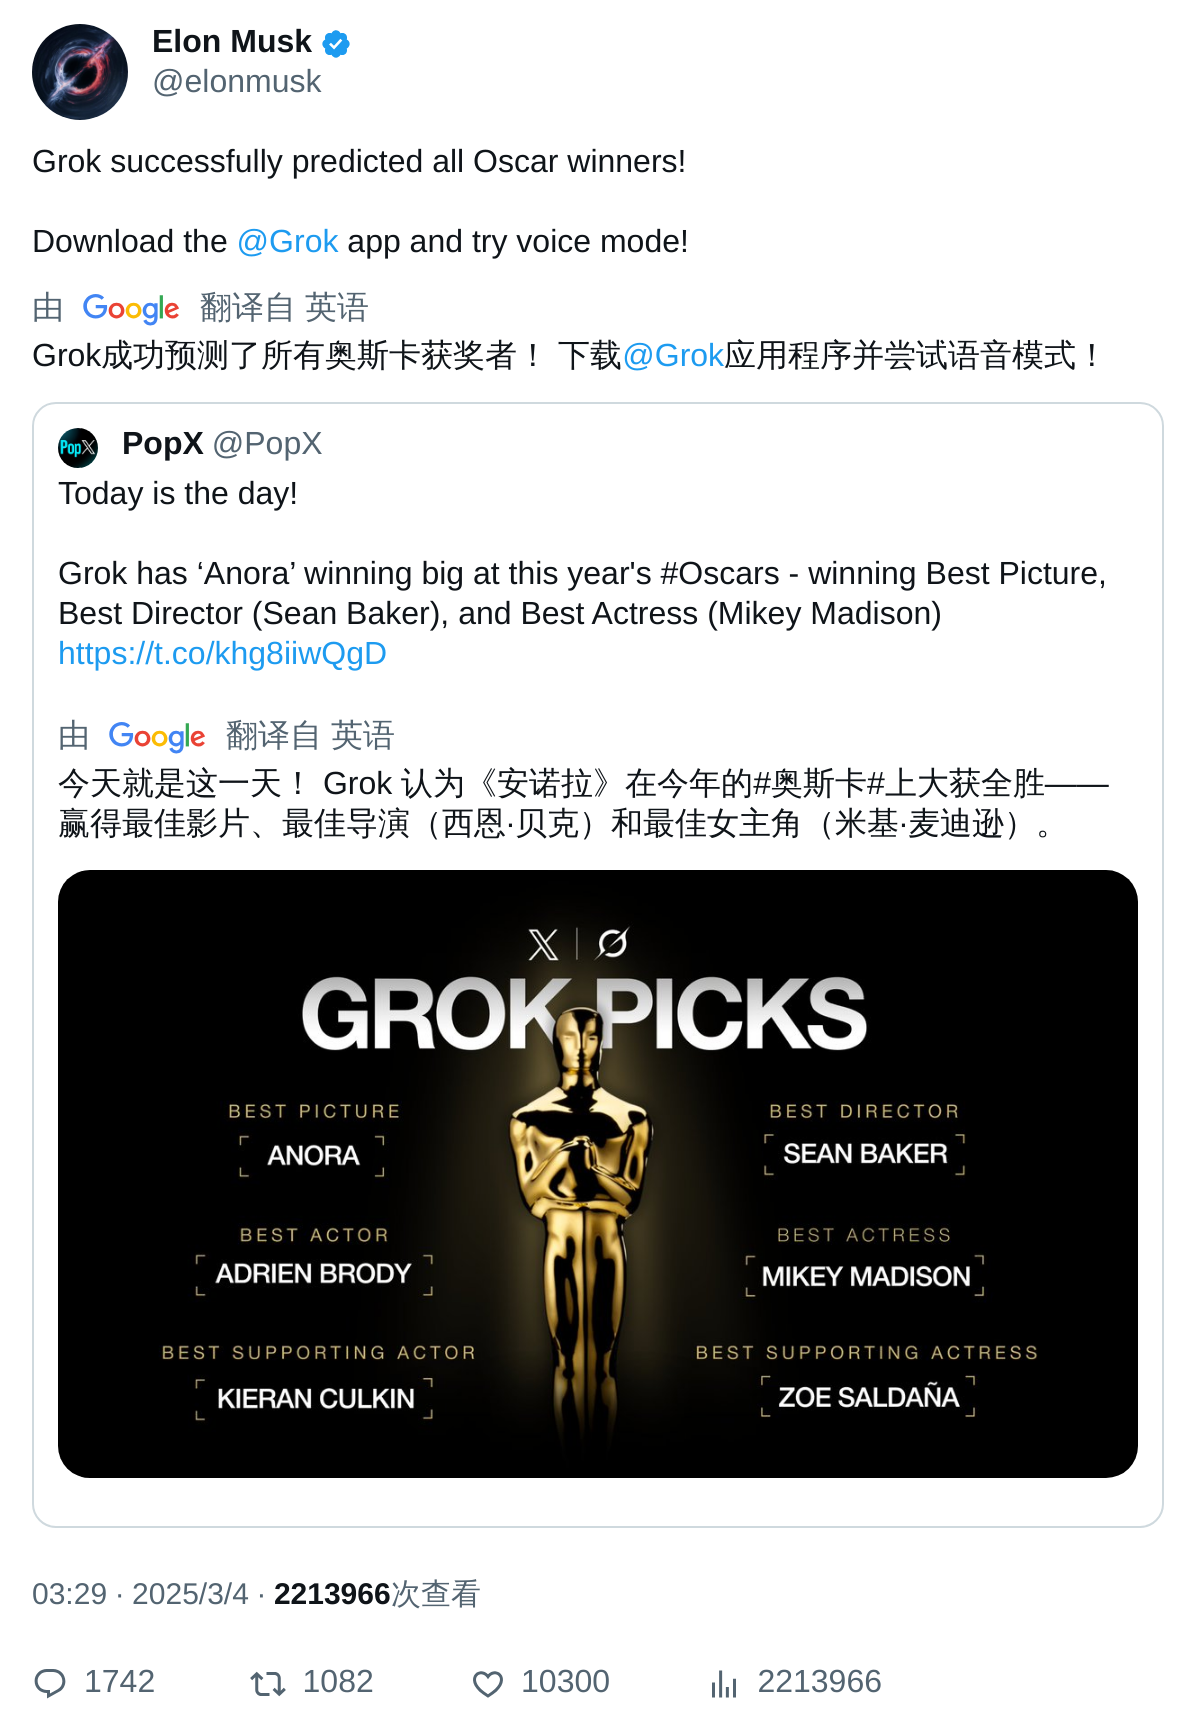 Elon Musk
@elonmusk
Grok successfully predicted all Oscar winners!
Download the @Grok app and try voice mode!
由 Google 翻译自 英语
Grok成功预测了所有奥斯卡获奖者！ 下载@Grok应用程序并尝试语音模式！
PopX
PopX @PopX
Today is the day!
Grok has ‘Anora’ winning big at this year's #Oscars - winning Best Picture,
Best Director (Sean Baker), and Best Actress (Mikey Madison)
https://t.co/khg8iiwQgD
由 Google 翻译自 英语
今天就是这一天！ Grok 认为《安诺拉》在今年的#奥斯卡#上大获全胜——
赢得最佳影片、最佳导演（西恩·贝克）和最佳女主角（米基·麦迪逊）。
GROK PICKS
BEST PICTURE
ANORA
BEST DIRECTOR
SEAN BAKER
BEST ACTOR
ADRIEN BRODY
BEST ACTRESS
MIKEY MADISON
BEST SUPPORTING ACTOR
KIERAN CULKIN
BEST SUPPORTING ACTRESS
ZOE SALDAÑA
03:29 · 2025/3/4 · 2213966次查看
1742 1082 10300 2213966